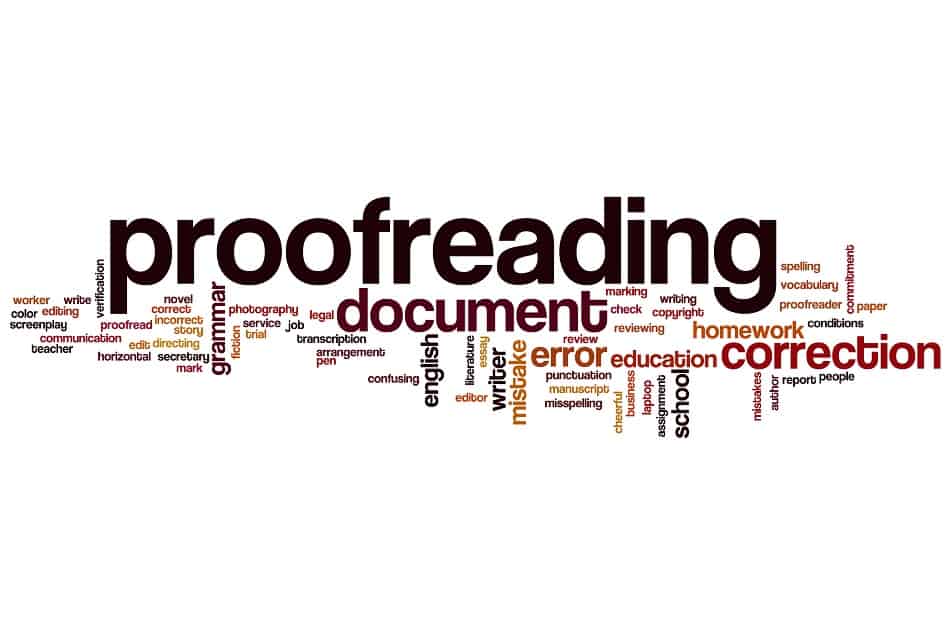 proofreading
document
correction
worker
write
verification
color
editing
screenplay
communication
teacher
proofread
horizontal
novel
correct
incorrect
story
edit
directing
secretary
mark
grammar
photography
fiction
service
trial
job
legal
transcription
arrangement
pen
confusing
english
literature
essay
editor
writer
mistake
error
review
punctuation
manuscript
misspelling
marking
check
writing
copyright
reviewing
education
homework
cheerful
business
laptop
assignment
school
spelling
vocabulary
proofreader
commitment
paper
conditions
mistakes
author
report
people